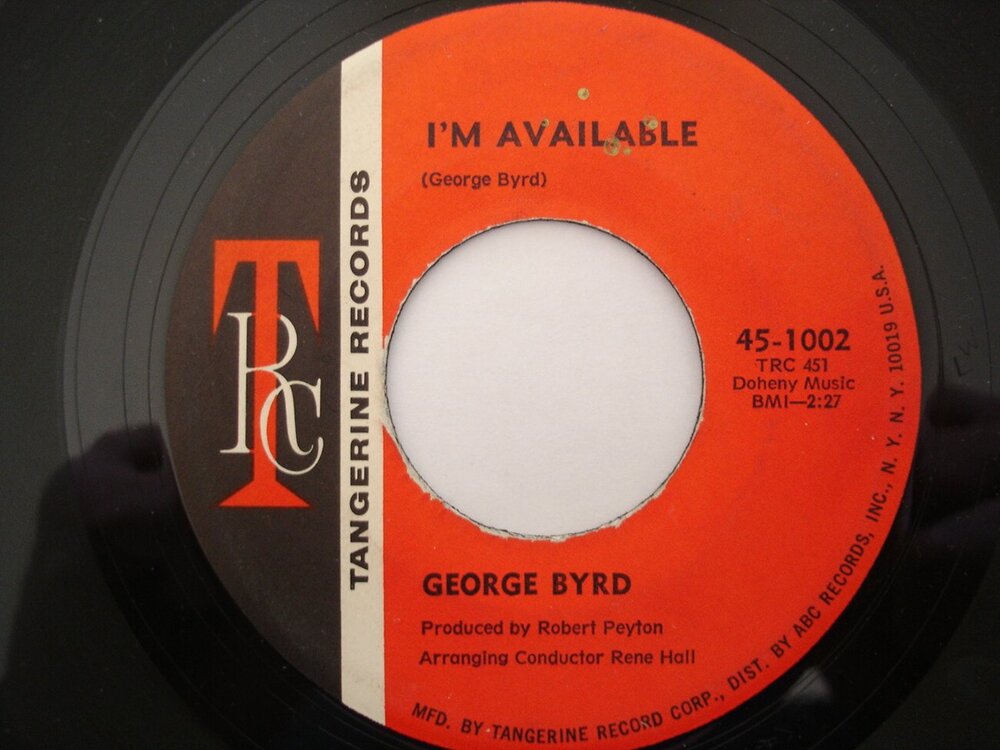 I'M AVAILABLE
(George Byrd)
TRC
TANGERINE RECORDS
45-1002
TRC 451
Doheny Music
BMI—2:27
GEORGE BYRD
Produced by Robert Peyton
Arranging Conductor Rene Hall
MFD. BY TANGERINE RECORD CORP., DIST. BY ABC RECORDS, INC., N. Y. N. Y. 10019 U.S.A.